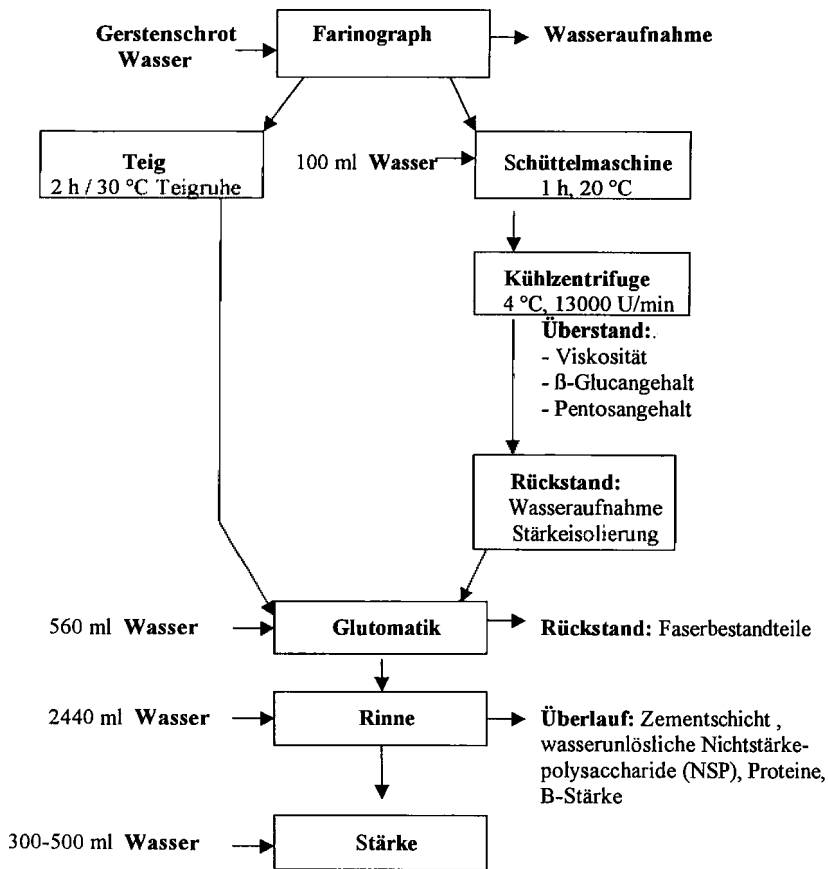 Gerstenschrot
Wasser
Farinograph
Wasseraufnahme
Teig
2 h / 30 °C Teigruhe
100 ml Wasser
Schüttelmaschine
1 h, 20 °C
Kühlzentrifuge
4 °C, 13000 U/min
Überstand:.
- Viskosität
- ß-Glucangehalt
- Pentosangehalt
Rückstand:
Wasseraufnahme
Stärkeisolierung
560 ml Wasser
Glutomatik
Rückstand: Faserbestandteile
2440 ml Wasser
Rinne
Überlauf: Zementschicht ,
wasserunlösliche Nichtstärke-
polysaccharide (NSP), Proteine,
B-Stärke
300-500 ml Wasser
Stärke